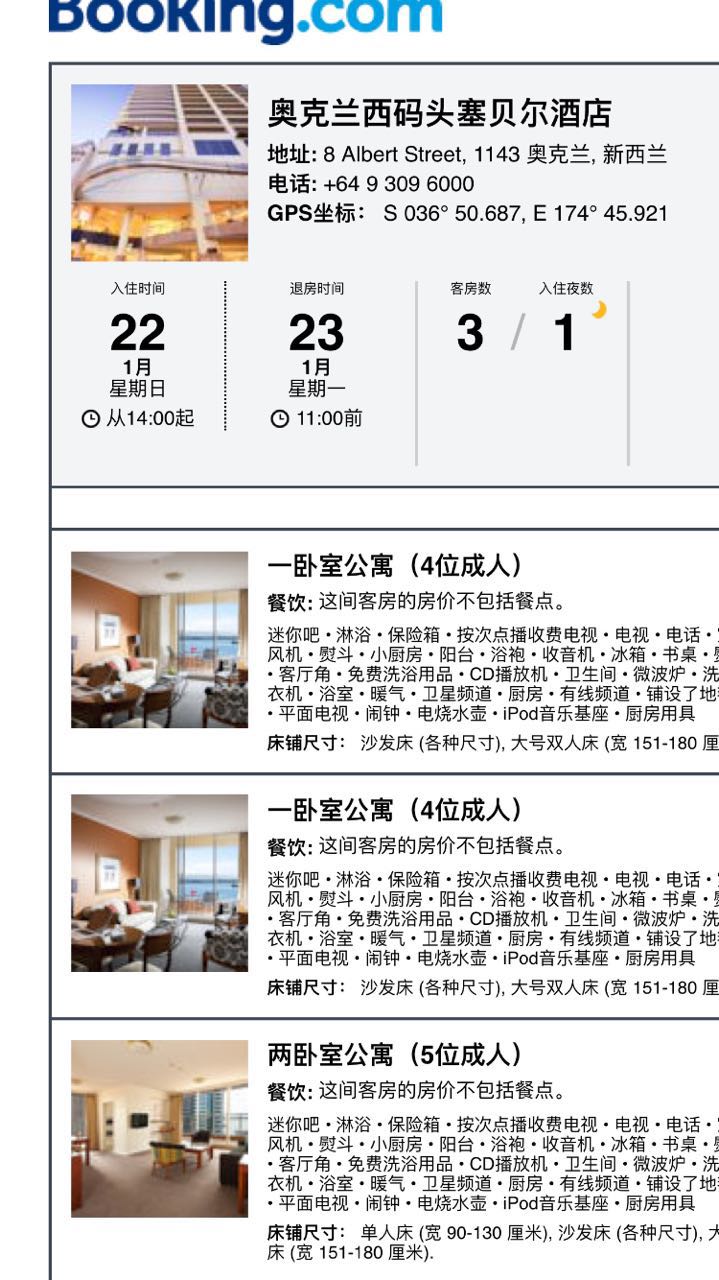 Booking.com
奥克兰西码头塞贝尔酒店
地址: 8 Albert Street, 1143 奥克兰, 新西兰
电话: +64 9 309 6000
GPS坐标： S 036° 50.687, E 174° 45.921
入住时间 退房时间 客房数 入住夜数
22 23 3 / 1
1月 1月
星期日 星期一
从14:00起 11:00前
一卧室公寓（4位成人）
餐饮: 这间客房的房价不包括餐点。
迷你吧・淋浴・保险箱・按次点播收费电视・电视・电话・
风机・熨斗・小厨房・阳台・浴袍・收音机・冰箱・书桌・
・客厅角・免费洗浴用品・CD播放机・卫生间・微波炉・洗
衣机・浴室・暖气・卫星频道・厨房・有线频道・铺设了地
・平面电视・闹钟・电烧水壶・iPod音乐基座・厨房用具
床铺尺寸： 沙发床 (各种尺寸), 大号双人床 (宽 151-180 厘
一卧室公寓（4位成人）
餐饮: 这间客房的房价不包括餐点。
迷你吧・淋浴・保险箱・按次点播收费电视・电视・电话・
风机・熨斗・小厨房・阳台・浴袍・收音机・冰箱・书桌・
・客厅角・免费洗浴用品・CD播放机・卫生间・微波炉・洗
衣机・浴室・暖气・卫星频道・厨房・有线频道・铺设了地
・平面电视・闹钟・电烧水壶・iPod音乐基座・厨房用具
床铺尺寸： 沙发床 (各种尺寸), 大号双人床 (宽 151-180 厘
两卧室公寓（5位成人）
餐饮: 这间客房的房价不包括餐点。
迷你吧・淋浴・保险箱・按次点播收费电视・电视・电话・
风机・熨斗・小厨房・阳台・浴袍・收音机・冰箱・书桌・
・客厅角・免费洗浴用品・CD播放机・卫生间・微波炉・洗
衣机・浴室・暖气・卫星频道・厨房・有线频道・铺设了地
・平面电视・闹钟・电烧水壶・iPod音乐基座・厨房用具
床铺尺寸： 单人床 (宽 90-130 厘米), 沙发床 (各种尺寸), 大
床 (宽 151-180 厘米).